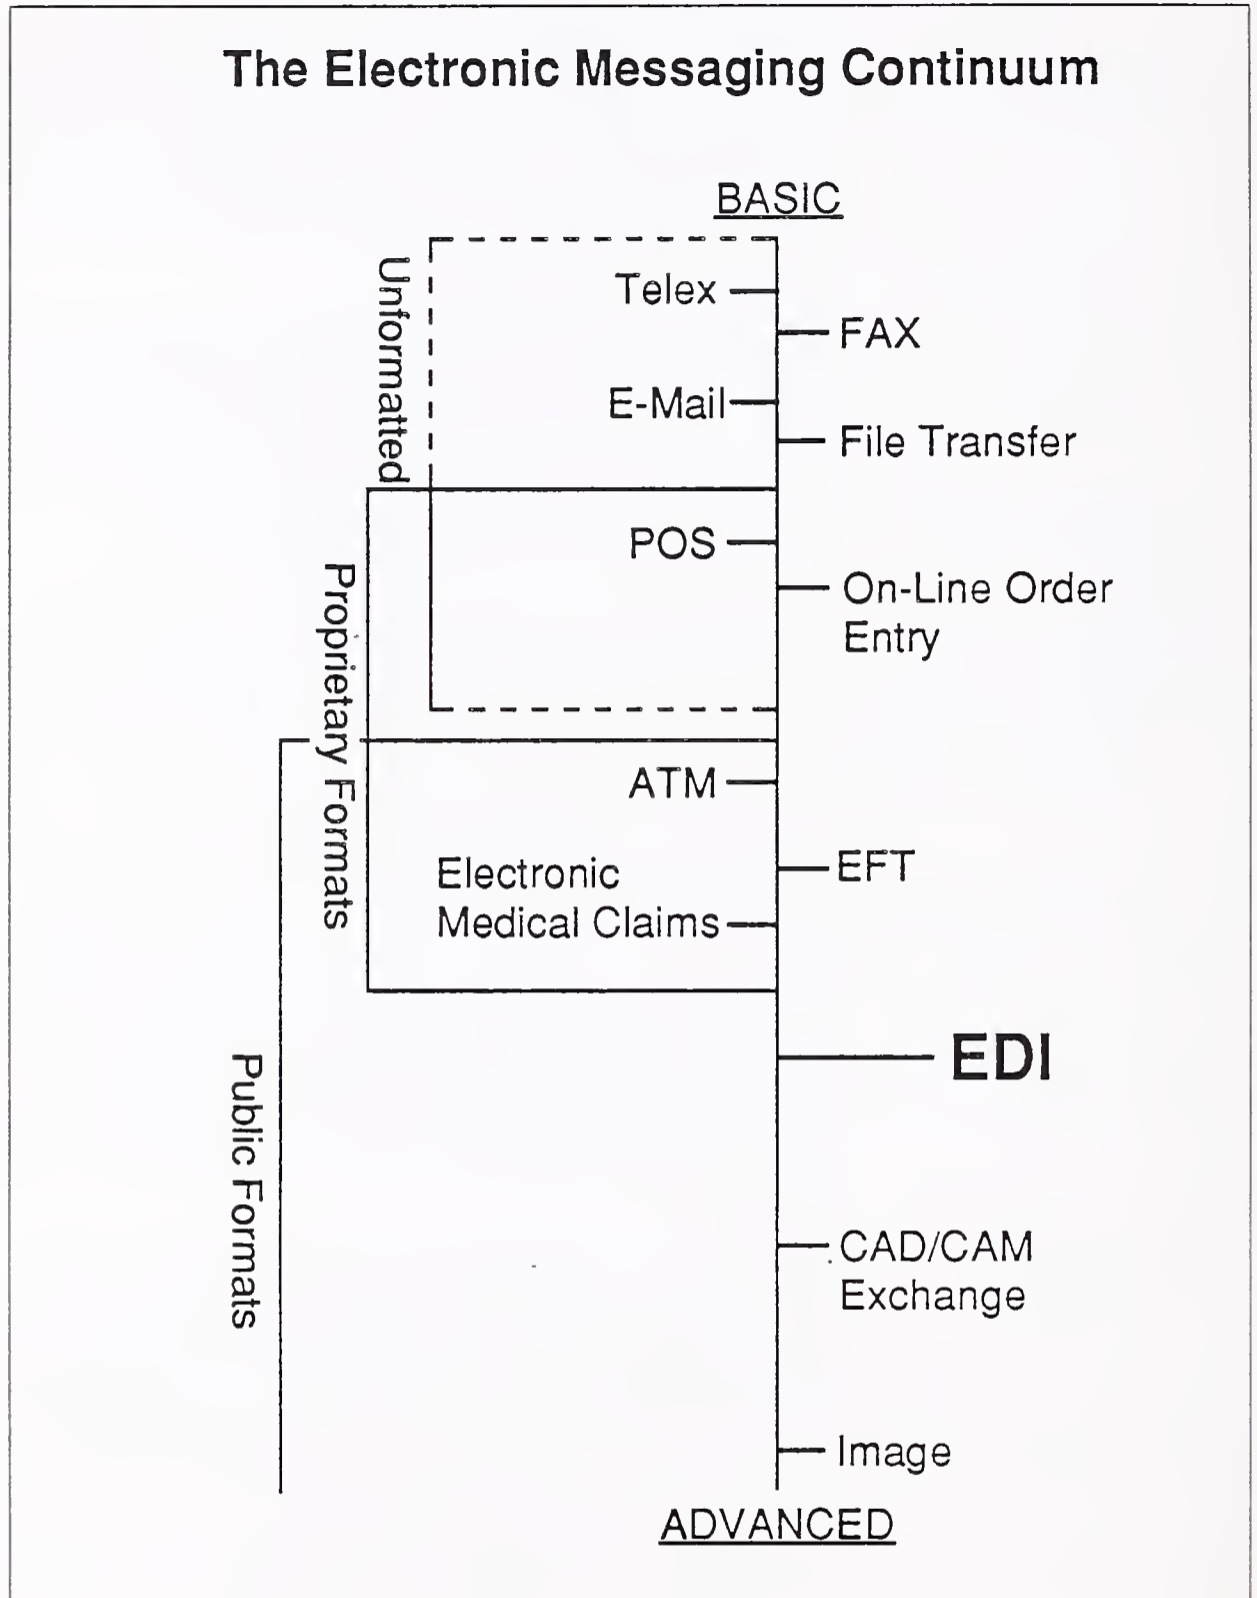 The Electronic Messaging Continuum
BASIC
Unformatted
Telex
FAX
E-Mail
File Transfer
POS
On-Line Order
Entry
Proprietary Formats
ATM
EFT
Electronic
Medical Claims
EDI
Public Formats
CAD/CAM
Exchange
Image
ADVANCED